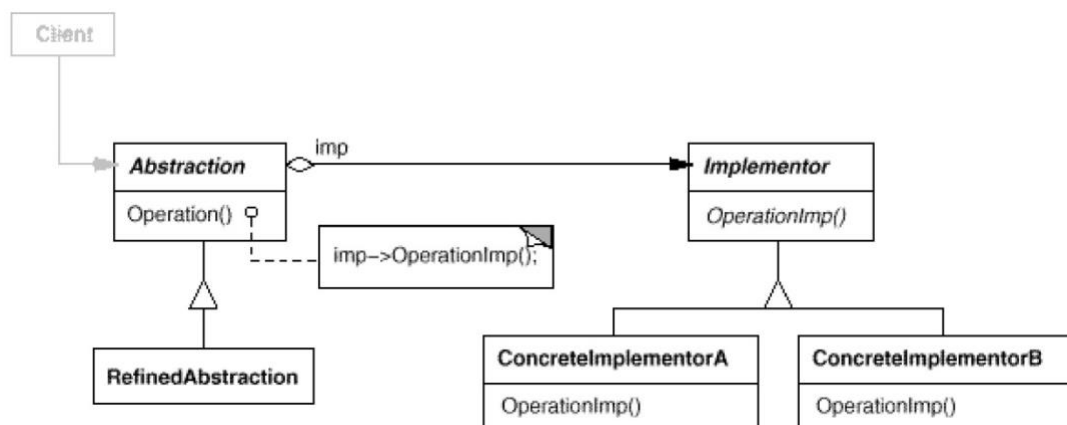 Client
imp
Abstraction
Implementor
Operation()
OperationImp()
imp->OperationImp();
ConcreteImplementorA
ConcreteImplementorB
RefinedAbstraction
OperationImp()
OperationImp()